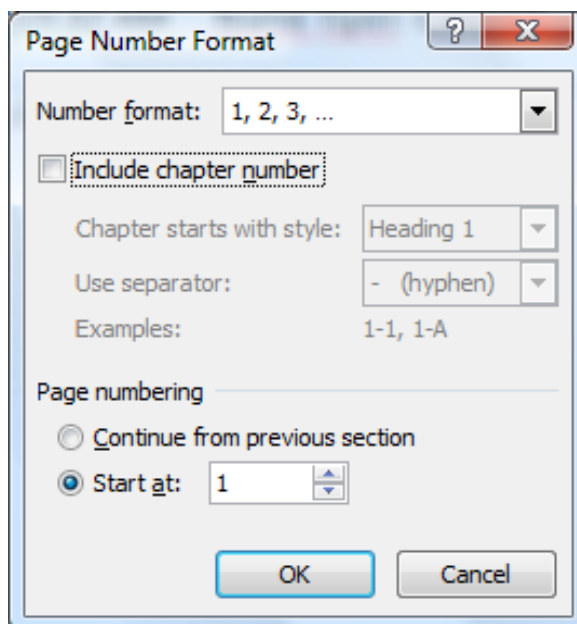 Page Number Format
Number format: 1, 2, 3, ...
Include chapter number
Chapter starts with style: Heading 1
Use separator: - (hyphen)
Examples: 1-1, 1-A
Page numbering
Continue from previous section
Start at: 1
OK Cancel